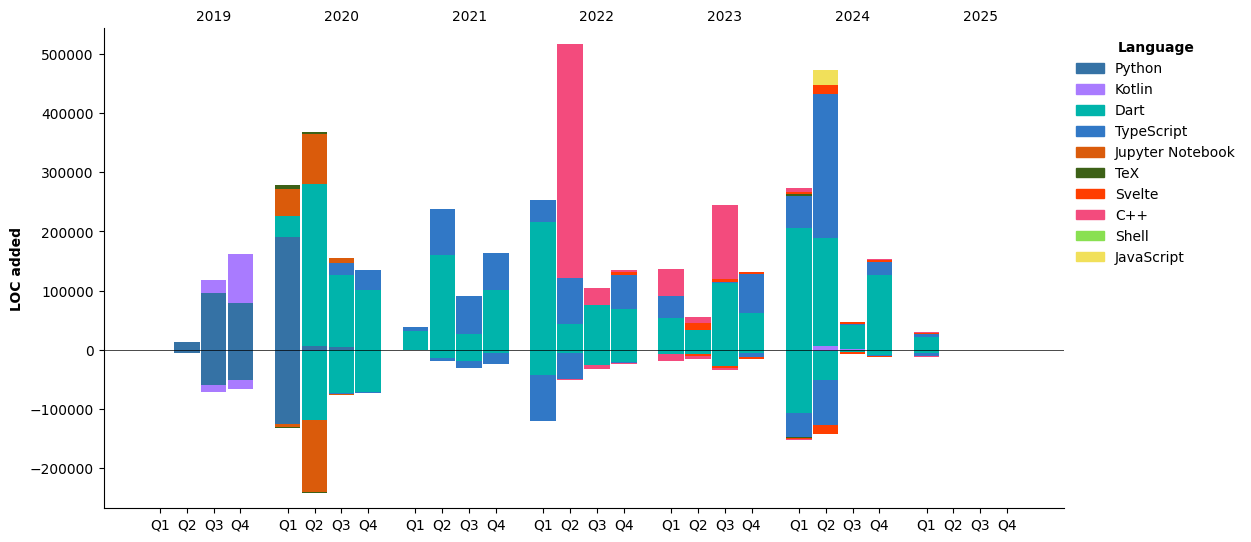 2019 2020 2021 2022 2023 2024 2025
LOC added
500000
400000
300000
200000
100000
0
−100000
−200000
Q1 Q2 Q3 Q4 Q1 Q2 Q3 Q4 Q1 Q2 Q3 Q4 Q1 Q2 Q3 Q4 Q1 Q2 Q3 Q4 Q1 Q2 Q3 Q4 Q1 Q2 Q3 Q4
Language
Python
Kotlin
Dart
TypeScript
Jupyter Notebook
TeX
Svelte
C++
Shell
JavaScript